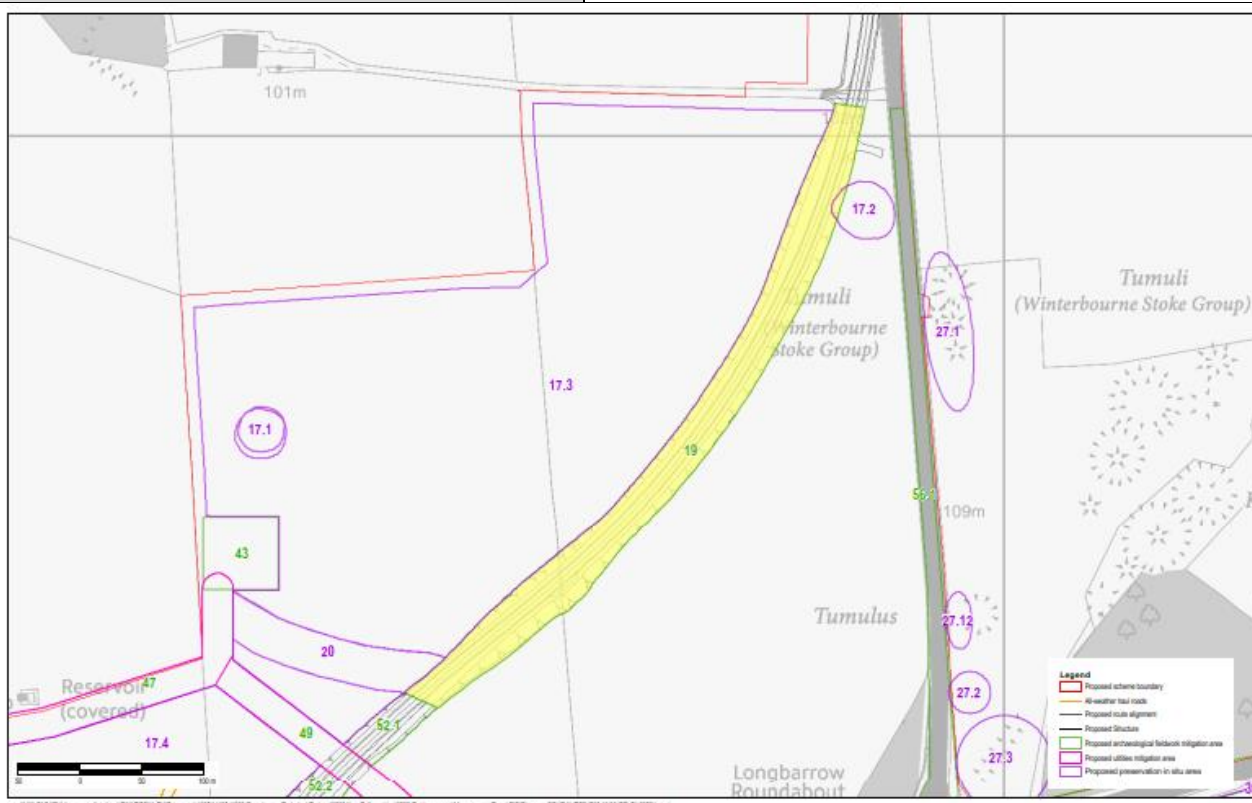 101m
17.2
Tumuli
(Winterbourne Stoke Group)
Tumuli
(Winterbourne
Stoke Group)
27.1
17.3
17.1
19
56.1
109m
43
Tumulus
27.12
20
Reservoir
(covered)
47
27.2
49
52.1
17.4
27.3
52.2
Longbarrow
Roundabout
50 0 50 100 m
Legend
Proposed scheme boundary
All-weather haul roads
Proposed route alignment
Proposed Structure
Proposed archaeological fieldwork mitigation area
Proposed utilities mitigation area
Proposed preservation in situ area